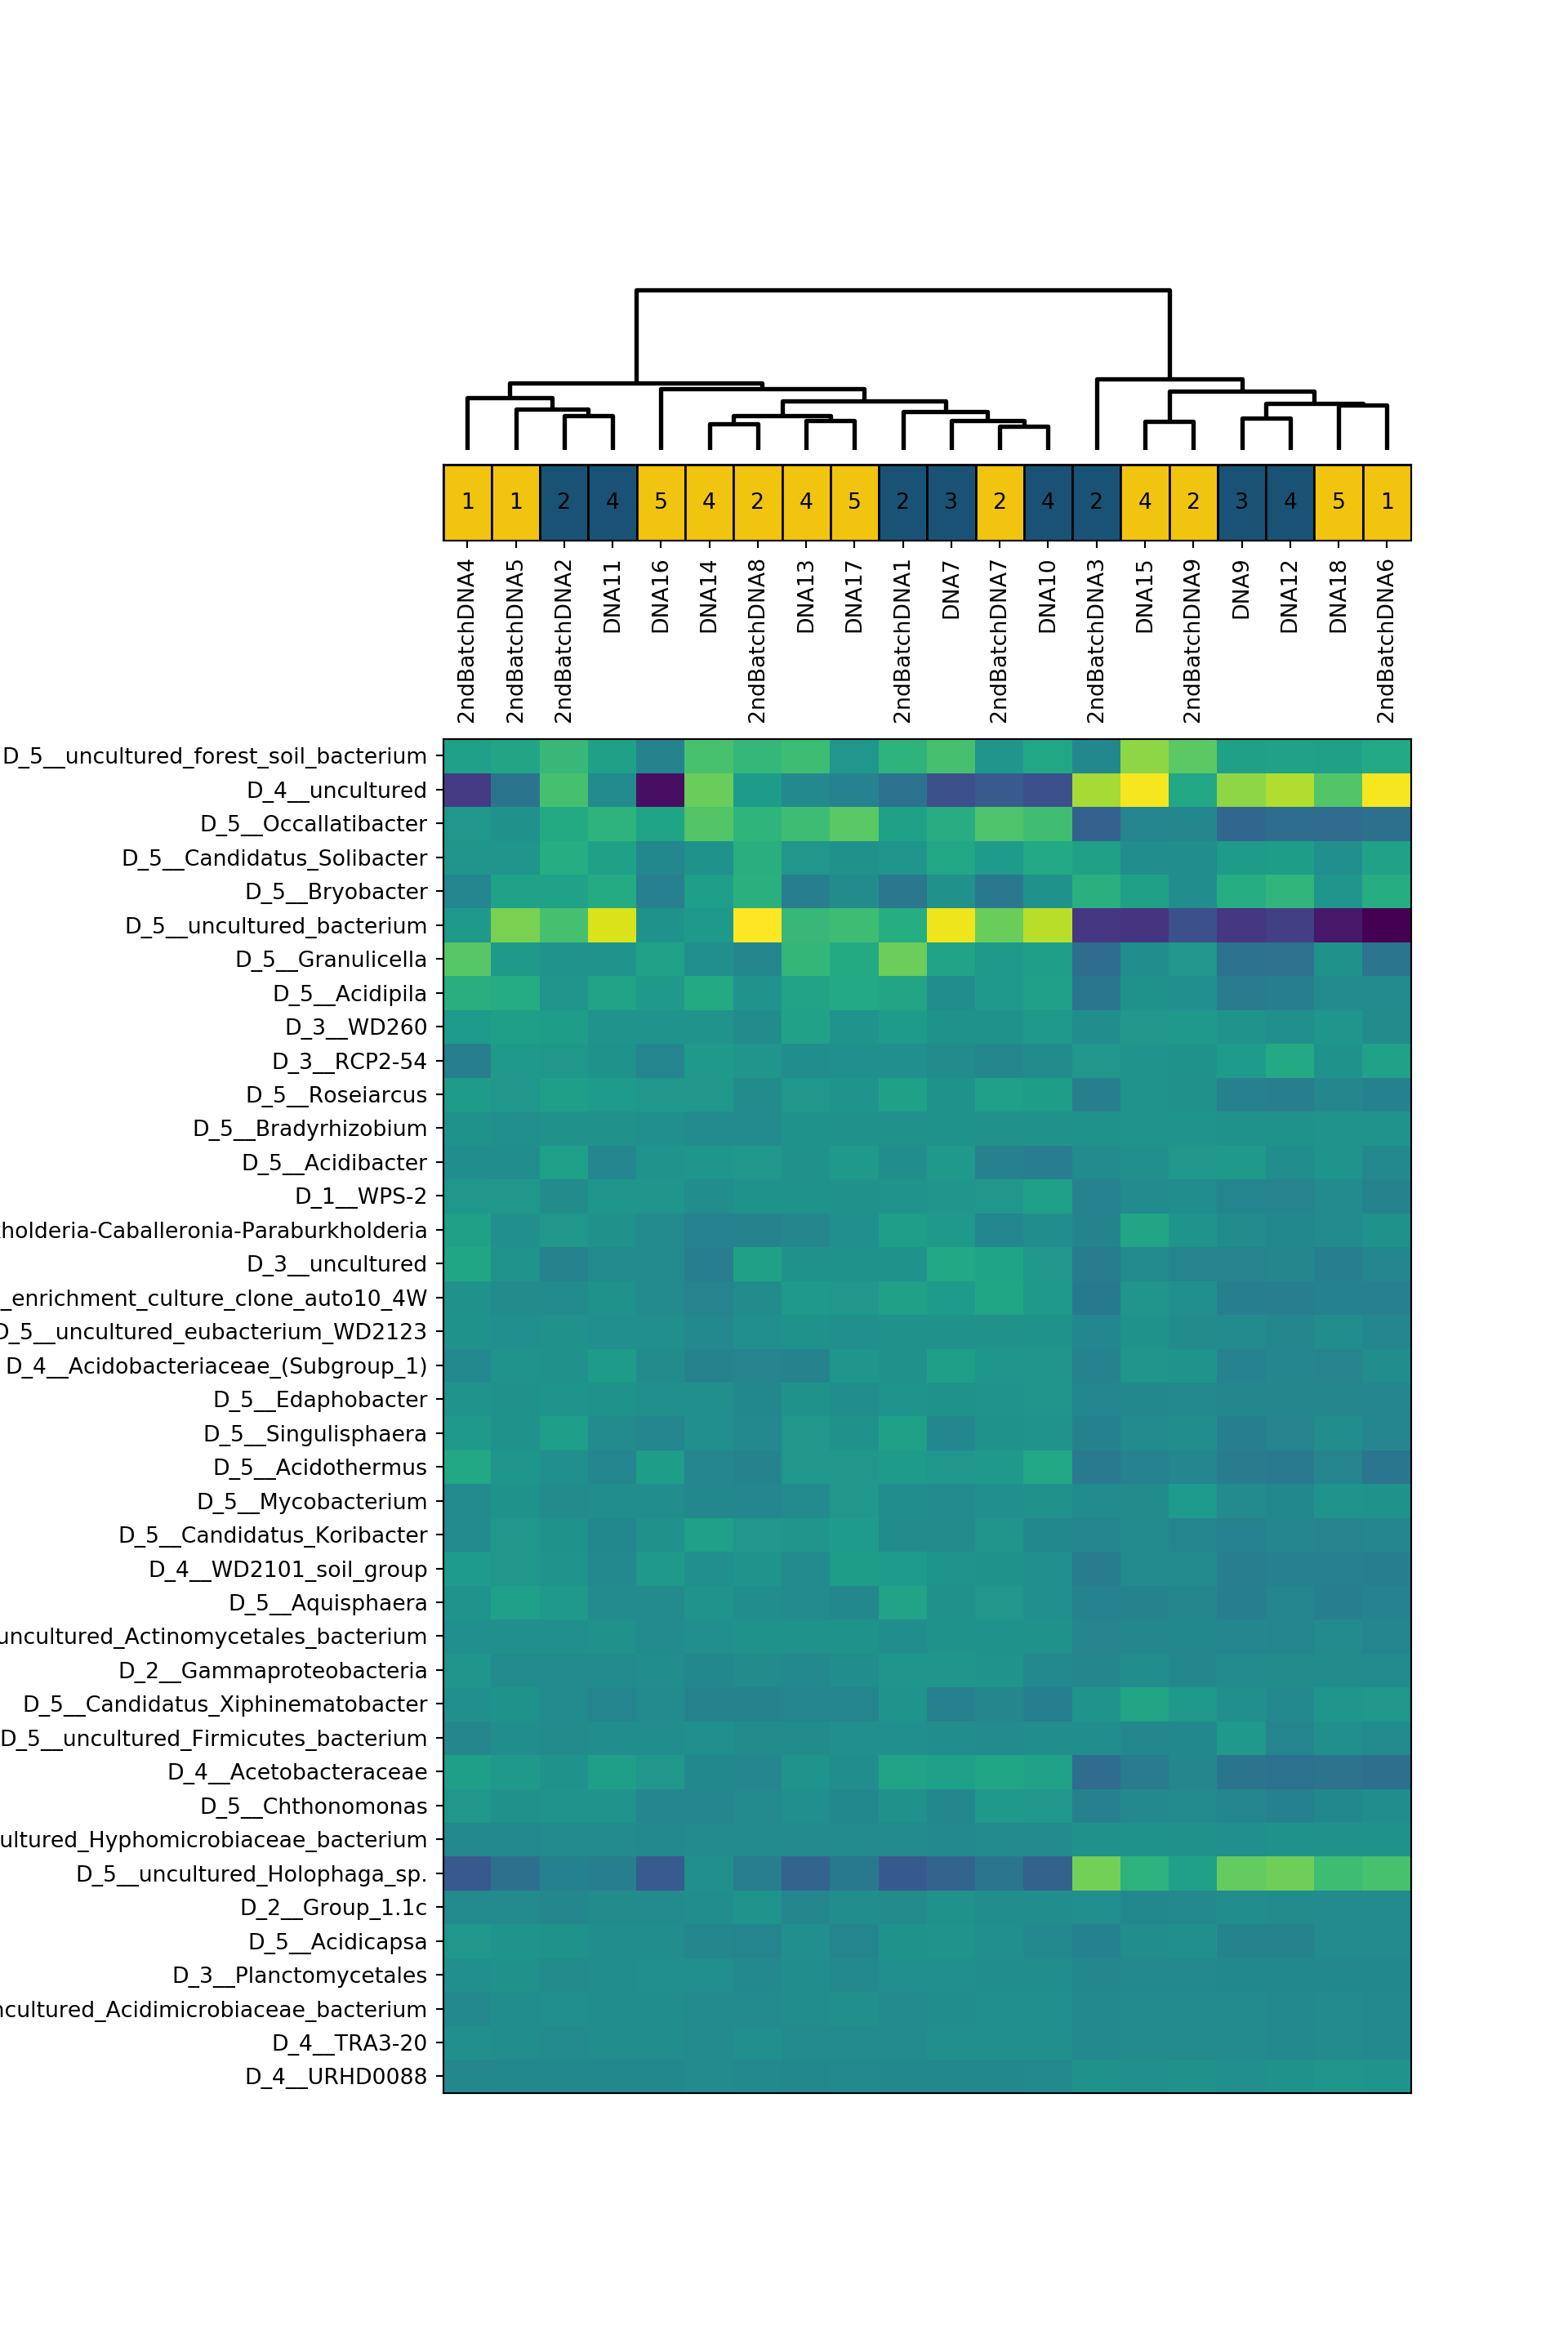 1 1 2 4 5 4 2 4 5 2 3 2 4 2 4 2 3 4 5 1
2ndBatchDNA4
2ndBatchDNA5
2ndBatchDNA2
DNA11
DNA16
DNA14
2ndBatchDNA8
DNA13
DNA17
2ndBatchDNA1
DNA7
2ndBatchDNA7
DNA10
2ndBatchDNA3
DNA15
2ndBatchDNA9
DNA9
DNA12
DNA18
2ndBatchDNA6
D_5__uncultured_forest_soil_bacterium
D_4__uncultured
D_5__Occallatibacter
D_5__Candidatus_Solibacter
D_5__Bryobacter
D_5__uncultured_bacterium
D_5__Granulicella
D_5__Acidipila
D_3__WD260
D_3__RCP2-54
D_5__Roseiarcus
D_5__Bradyrhizobium
D_5__Acidibacter
D_1__WPS-2
holderia-Caballeronia-Paraburkholderia
D_3__uncultured
_enrichment_culture_clone_auto10_4W
D_5__uncultured_eubacterium_WD2123
D_4__Acidobacteriaceae_(Subgroup_1)
D_5__Edaphobacter
D_5__Singulisphaera
D_5__Acidothermus
D_5__Mycobacterium
D_5__Candidatus_Koribacter
D_4__WD2101_soil_group
D_5__Aquisphaera
uncultured_Actinomycetales_bacterium
D_2__Gammaproteobacteria
D_5__Candidatus_Xiphinematobacter
D_5__uncultured_Firmicutes_bacterium
D_4__Acetobacteraceae
D_5__Chthonomonas
ultured_Hyphomicrobiaceae_bacterium
D_5__uncultured_Holophaga_sp.
D_2__Group_1.1c
D_5__Acidicapsa
D_3__Planctomycetales
ncultured_Acidimicrobiaceae_bacterium
D_4__TRA3-20
D_4__URHD0088